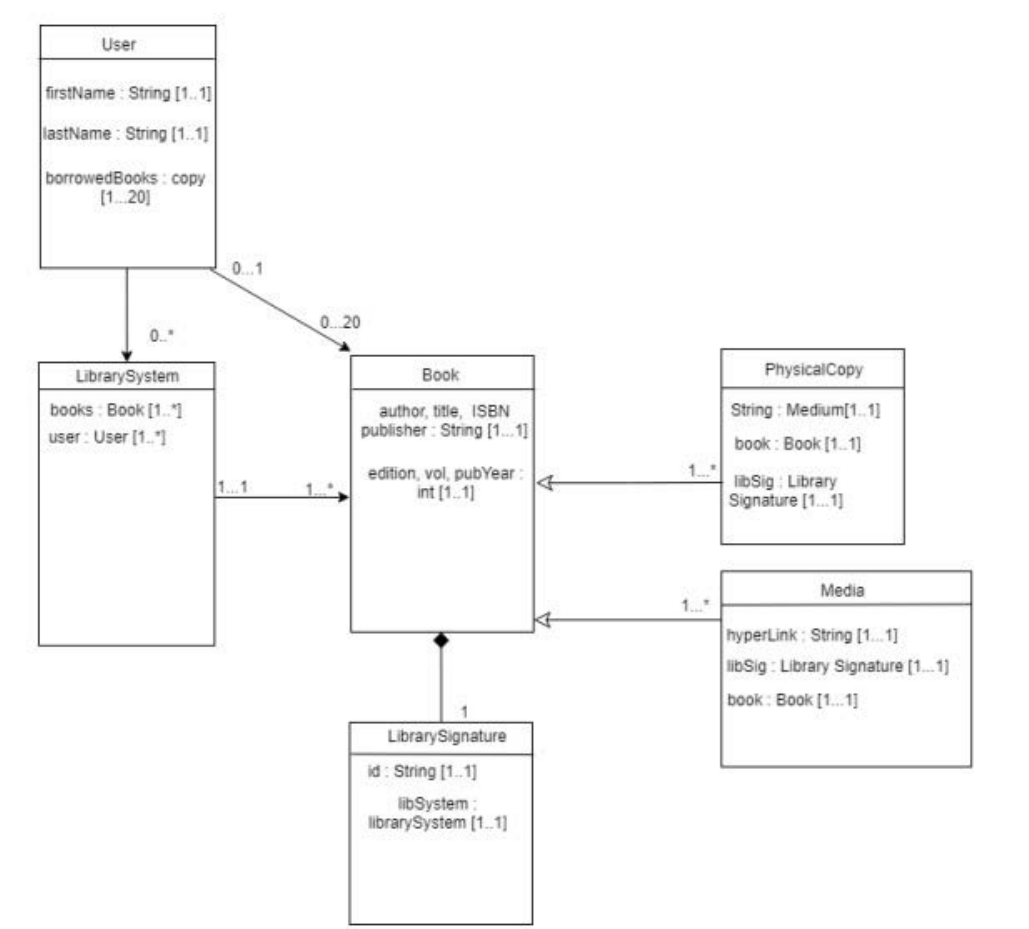 User
firstName : String [1..1]
lastName : String [1..1]
borrowedBooks : copy
[1...20]
0...1
0...20
0..*
LibrarySystem
books : Book [1..*]
user : User [1..*]
1...1
1...*
Book
author, title, ISBN
publisher : String [1...1]
edition, vol, pubYear :
int [1..1]
PhysicalCopy
String : Medium[1..1]
book : Book [1...1]
libSig : Library
Signature [1...1]
1...*
Media
hyperLink : String [1...1]
libSig : Library Signature [1...1]
book : Book [1...1]
1...*
1
LibrarySignature
id : String [1..1]
libSystem :
librarySystem [1..1]